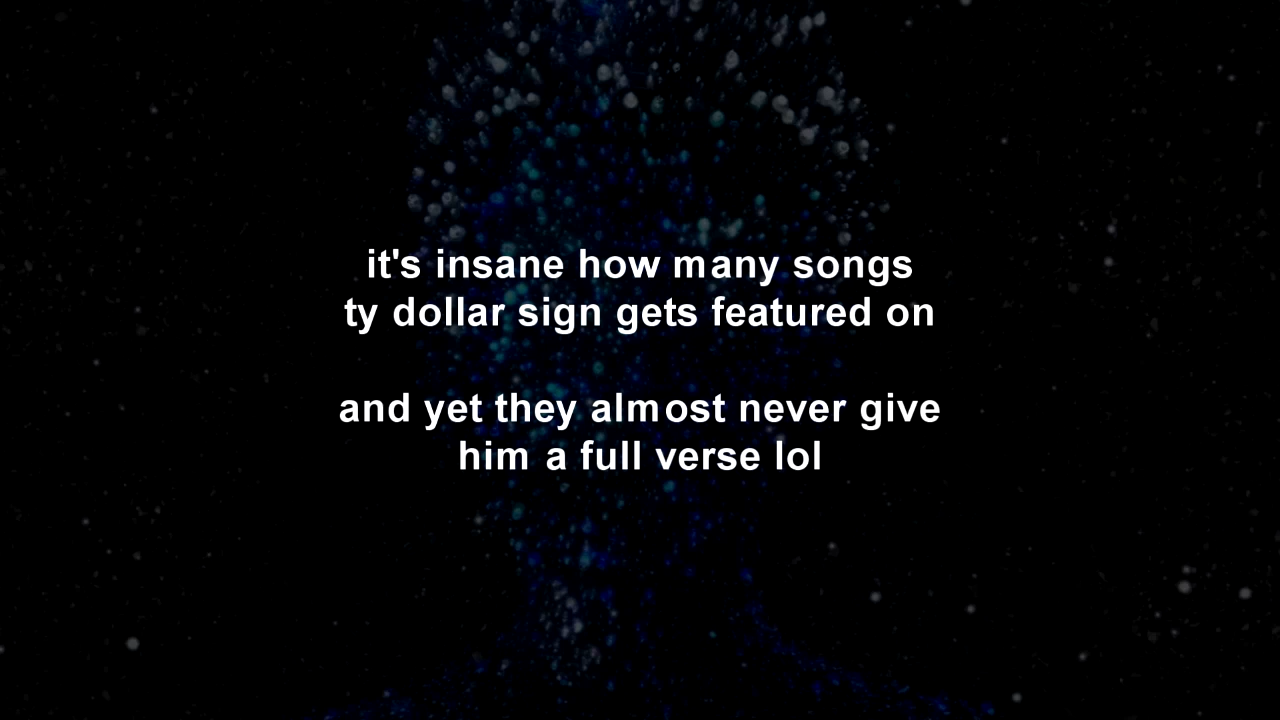 it's insane how many songs
ty dollar sign gets featured on
and yet they almost never give
him a full verse lol